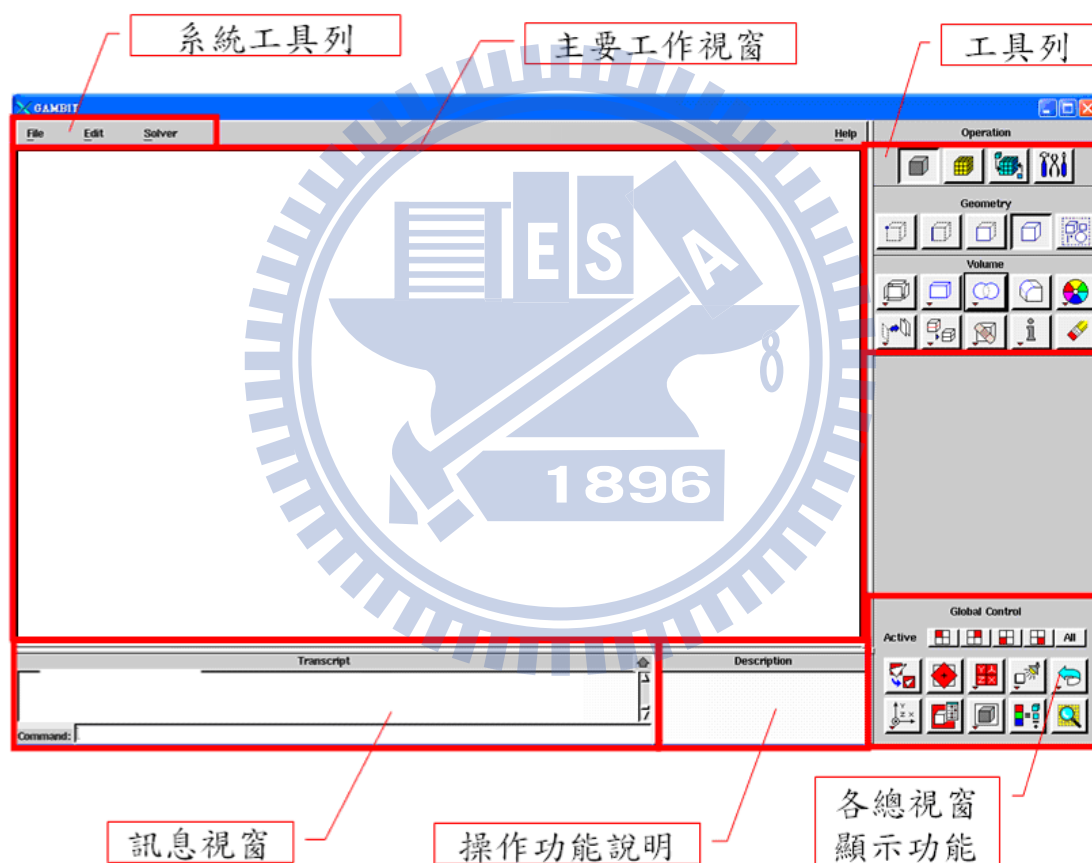 系統工具列
主要工作視窗
工具列
GAMBIT
File Edit Solver Help
Operation
Geometry
Volume
ES A
8
1896
Global Control
Active All
Transcript
Description
Command:
訊息視窗
操作功能說明
各總視窗
顯示功能